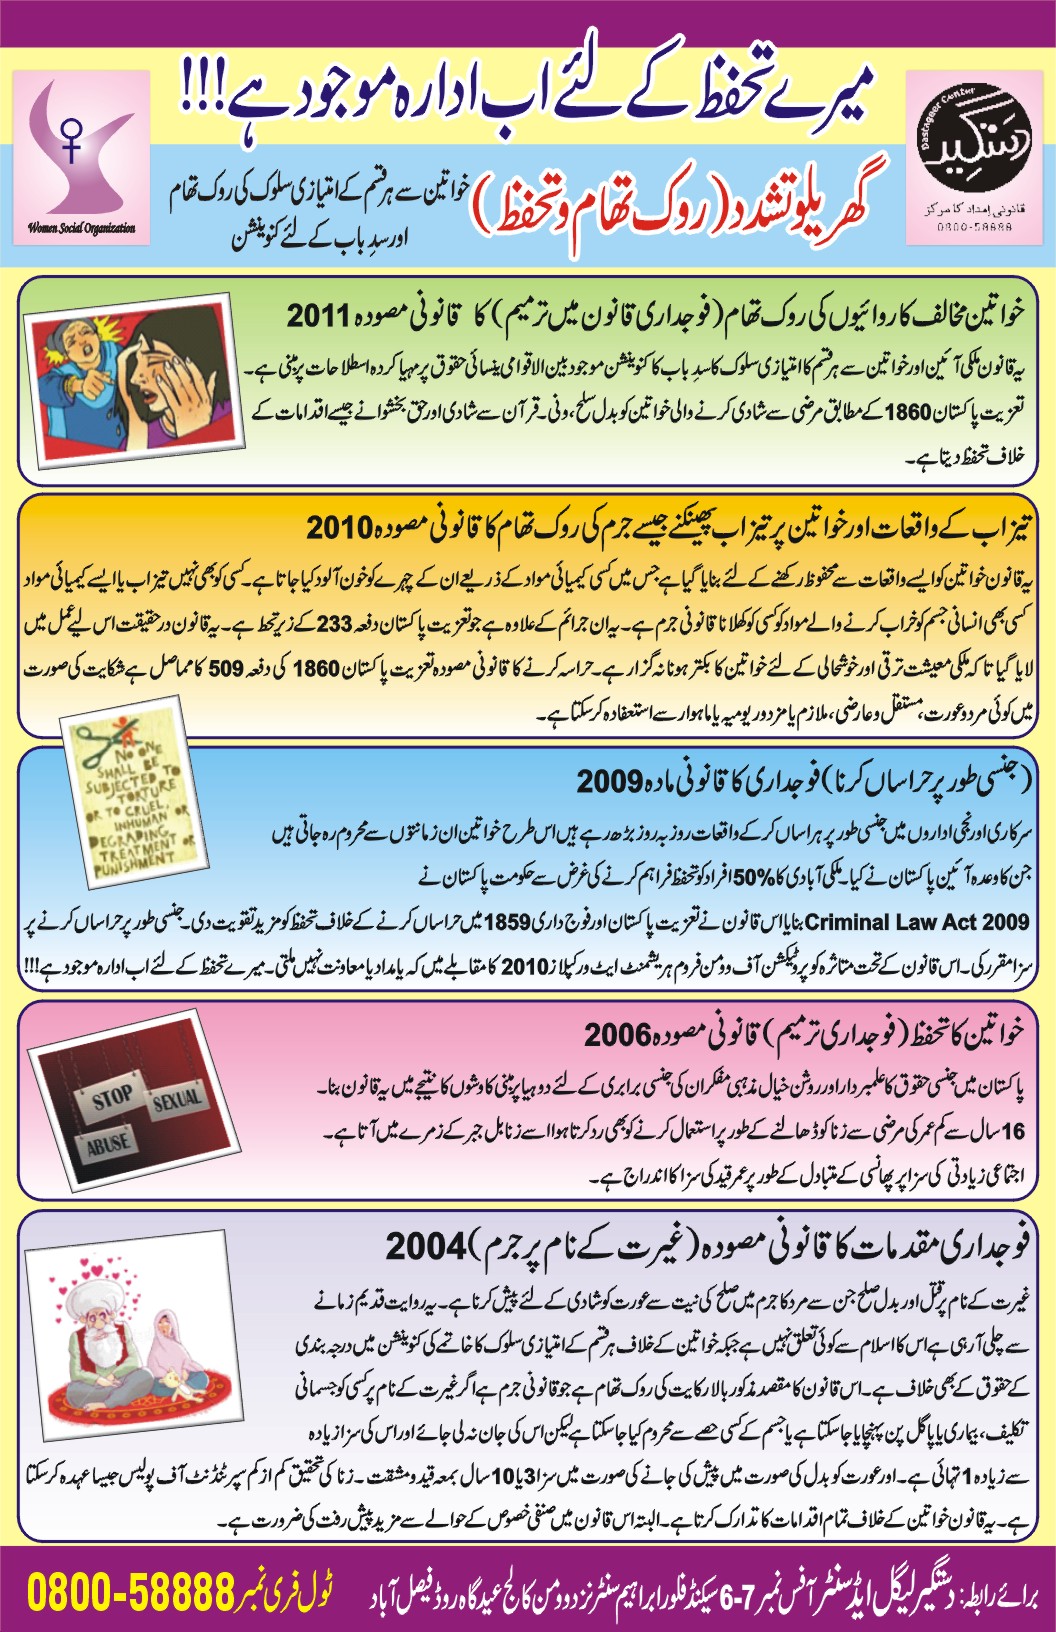 میرے تحفظ کے لئے اب ادارہ موجود ہے!!!
Women Social Organization
Dastageer Center
دستگیر
قانونی امداد کا مرکز
0800-58888
گھریلو تشدد (روک تھام و تحفظ)
خواتین سے ہر قسم کے امتیازی سلوک کی روک تھام
اور سدِ باب کے لئے کنوینشن
خواتین مخالف کاروائیوں کی روک تھام (فوجداری قانون میں ترمیم) کا قانونی مصودہ 2011
یہ قانون ملکی آئین اور خواتین سے ہر قسم کا امتیازی سلوک کا سدِ باب کا کنوینشن موجود بین الاقوامی ینسائی حقوق پر مہیا کردہ اسطلاحات پر مبنی ہے۔
تعزیت پاکستان 1860 کے مطابق مرضی سے شادی کرنے والی خواتین کو بدل سلح، ونی۔ قرآن سے شادی اور حق بخشوانے جیسے اقدامات کے
خلاف تحفظ دیتا ہے۔
تیزاب کے واقعات اور خواتین پر تیزاب پھینکنے جیسے جرم کی روک تھام کا قانونی مصودہ 2010
یہ قانون خواتین کو ایسے واقعات سے محفوظ رکھنے کے لئے بنایا گیا ہے جس میں کسی کیمیائی مواد کے ذریعے ان کے چہرے کو خون آلود کیا جاتا ہے۔ کسی کو بھی نہیں تیزاب یا ایسے کیمیائی مواد
کسی بھی انسانی جسم کو خراب کرنے والے مواد کو کسی کو کھلانا قانونی جرم ہے۔ یہ ان جرائم کے علاوہ ہے جو تعزیت پاکستان دفعہ 233 کے زیر تحط ہے۔ یہ قانون در حقیقت اس لیے عمل میں
لایا گیا تا کہ ملکی معیشت ترقی اور خوشحالی کے لئے خواتین کا بکتر ہونا نہ گزار ہے۔ حراسہ کرنے کا قانونی مصودہ تعزیت پاکستان 1860 کی دفعہ 509 کا مماصل ہے شکایت کی صورت
میں کوئی مرد و عورت، مستقل و عارضی، ملازم یا مزدور یومیہ یا ماہوار سے استعفادہ کر سکتا ہے۔
NO ONE
SHALL BE
SUBJECTED TO
TORTURE
OR TO CRUEL,
INHUMAN OR
DEGRADING
TREATMENT OR
PUNISHMENT
(جنسی طور پر حراساں کرنا) فوجداری کا قانونی مادہ 2009
سرکاری اور نجی اداروں میں جنسی طور پر ہراساں کر کے واقعات روز بہ روز بڑھ رہے ہیں اس طرح خواتین ان زمانتوں سے محروم رہ جاتی ہیں
جن کا وعدہ آئین پاکستان نے کیا۔ ملکی آبادی کا 50% افراد کو تحفظ فراہم کرنے کی غرض سے حکومت پاکستان نے
Criminal Law Act 2009 بنایا اس قانون نے تعزیت پاکستان اور فوج داری 1859 میں حراساں کرنے کے خلاف تحفظ کو مزید تقویت دی۔ جنسی طور پر حراساں کرنے پر
سزا مقرر کی۔ اس قانون کے تحت متاثرہ کو پروٹیکشن آف وومن فروم ہریشمنٹ ایٹ ورکپلاز 2010 کا مقابلے میں کہ یا مداد یا معاونت نہیں ملتی۔ میرے تحفظ کے لئے اب ادارہ موجود ہے!!!
خواتین کا تحفظ (فوجداری ترمیم) قانونی مصودہ 2006
پاکستان میں جنسی حقوق کا علمبردار اور روشن خیال مذہبی مفکران کی جنسی برابری کے لئے دو ہیا پر مبنی کاوشوں کا نتیجے میں یہ قانون بنا۔
16 سال سے کم عمر کی مرضی سے زنا کو ڈھالنے کے طور پر استعمال کرنے کو بھی رد کرتا ہوا اسے زنا بل جبر کے زمرے میں آتا ہے۔
اجتماعی زیادتی کی سزا پر پھانسی کے متبادل کے طور پر عمر قید کی سزا کا اندراج ہے۔
STOP
SEXUAL
ABUSE
فوجداری مقدمات کا قانونی مصودہ (غیرت کے نام پر جرم) 2004
غیرت کے نام پر قتل اور بدل صلح جن سے مرد کا جرم میں صلح کی نیت سے عورت کو شادی کے لئے پیش کرنا ہے۔ یہ روایت قدیم زمانے
سے چلی آ رہی ہے اس کا اسلام سے کوئی تعلق نہیں ہے جبکہ خواتین کے خلاف ہر قسم کے امتیازی سلوک کا خاتمے کی کنوینشن میں درجہ بندی
کے حقوق کے بھی خلاف ہے۔ اس قانون کا مقصد مذکور بالا رکایت کی روک تھام ہے جو قانونی جرم ہے اگر غیرت کے نام پر کسی کو جسمانی
تکلیف، بیماری یا پاگل پن پہنچایا جا سکتا ہے یا جسم کے کسی حصے سے محروم کیا جا سکتا ہے لیکن اس کی جان نہ لی جائے اور اس کی سزا زیادہ
سے زیادہ 1 تہائی ہے۔ اور عورت کو بدل کی صورت میں پیش کی جانے کی صورت میں سزا 3 یا 10 سال بمعہ قید و مشقت۔ زنا کی تحقیق کم از کم سپرٹنڈنٹ آف پولیس جیسا عہدہ کر سکتا
ہے۔ یہ قانون خواتین کے خلاف تمام اقدامات کا تدارک کرتا ہے۔ البتہ اس قانون میں صنفی خصوص کے حوالے سے مزید پیش رفت کی ضرورت ہے۔
برائے رابطہ: دستگیر لیگل ایڈ سنٹر آفس نمبر 7-6 سیکنڈ فلور ابراہیم سنٹر نزد وومن کالج عیدگاہ روڈ فیصل آباد
ٹول فری نمبر 0800-58888